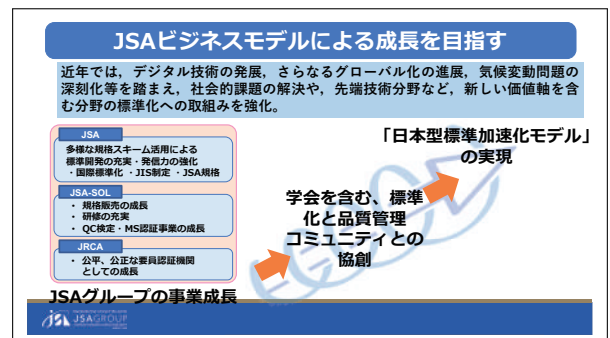 JSAビジネスモデルによる成長を目指す
近年では，デジタル技術の発展，さらなるグローバル化の進展，気候変動問題の
深刻化等を踏まえ，社会的課題の解決や，先端技術分野など，新しい価値軸を含
む分野の標準化への取組みを強化。
JSA
多様な規格スキーム活用による
標準開発の充実・発信力の強化
・国際標準化 ・JIS制定 ・JSA規格
JSA-SOL
・ 規格販売の成長
・ 研修の充実
・ QC検定・MS認証事業の成長
JRCA
・ 公平、公正な要員認証機関
としての成長
JSAグループの事業成長
学会を含む、標準
化と品質管理
コミュニティとの
協創
「日本型標準加速化モデル」
の実現
JSAGROUP